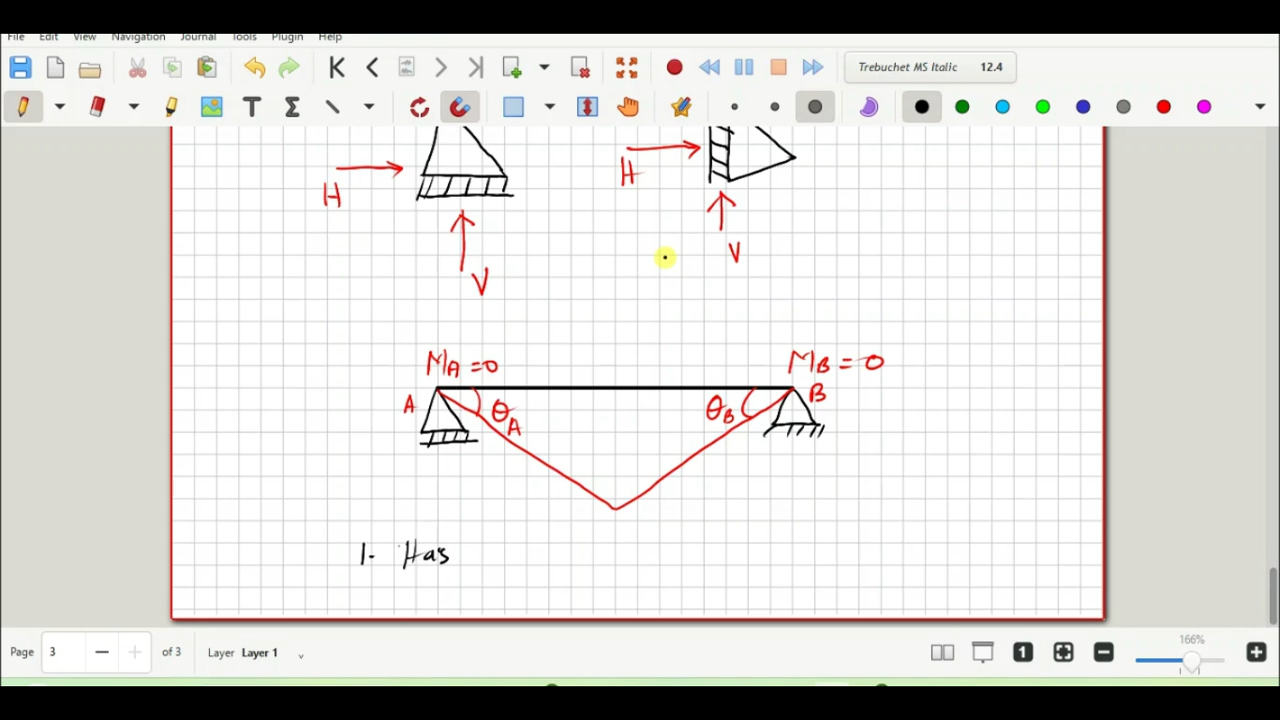 File Edit View Navigation Journal Tools Plugin Help
Trebuchet MS Italic 12.4
H
H
V
V
MA=0
MB=0
A
θA
θB
B
1. Has
Page 3 of 3 Layer Layer 1
166%